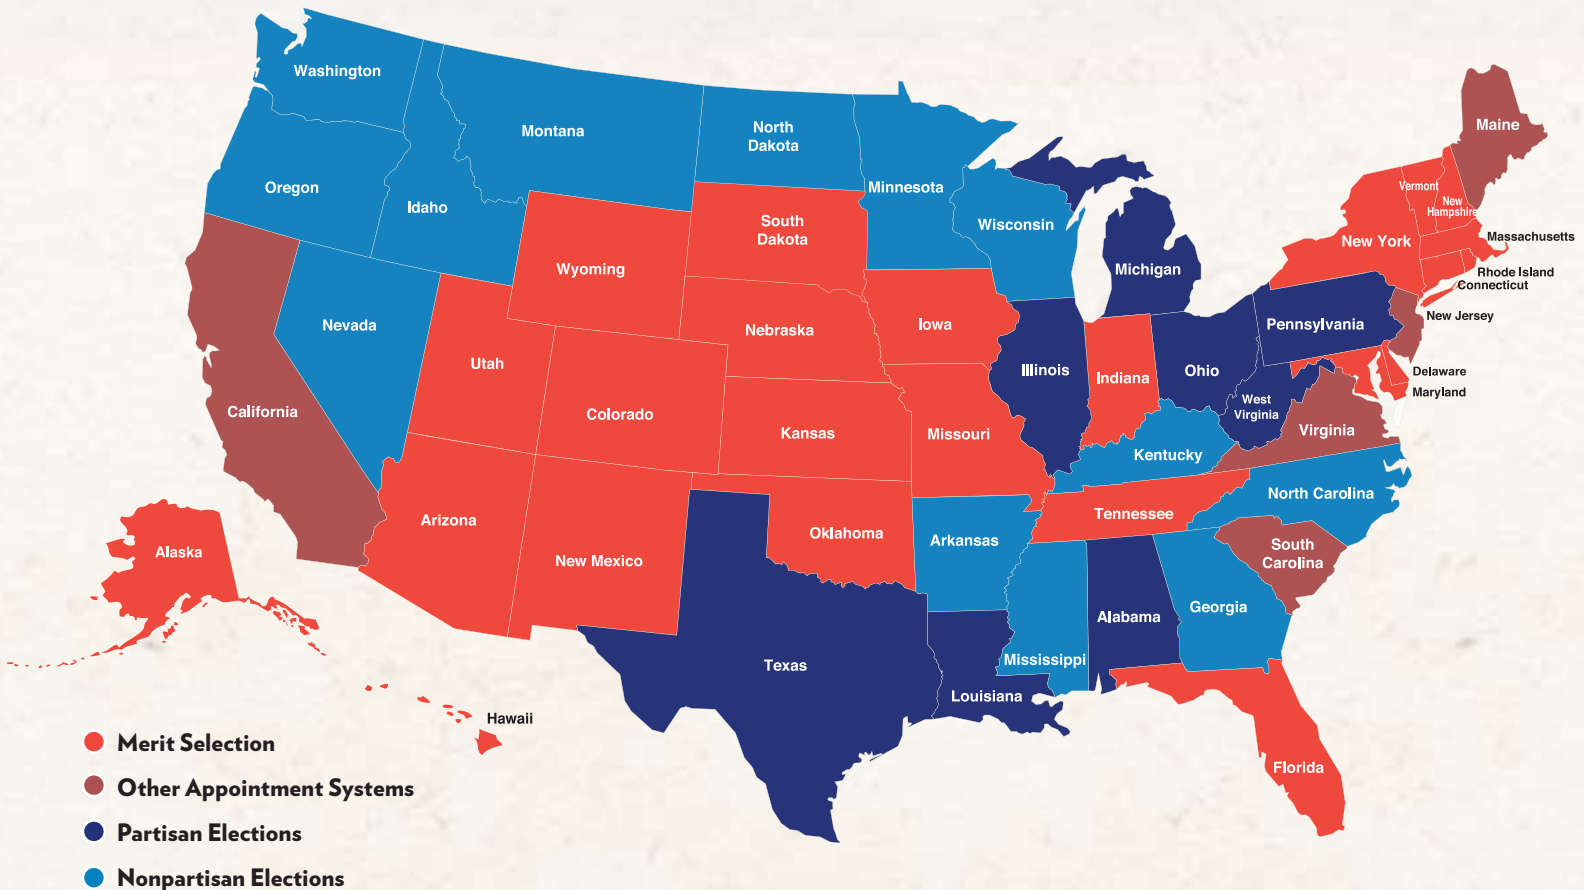 Washington
Montana
North
Dakota
Minnesota
Oregon
Idaho
Wisconsin
Michigan
Maine
Vermont
New
Hampshire
New York
Massachusetts
Rhode Island
Connecticut
South
Dakota
Wyoming
Nevada
Nebraska
Iowa
Pennsylvania
New Jersey
Utah
Illinois
Indiana
Ohio
Delaware
Maryland
California
Colorado
Kansas
Missouri
West
Virginia
Virginia
Kentucky
North Carolina
Arizona
Oklahoma
Arkansas
Tennessee
South
Carolina
Alaska
New Mexico
Alabama
Georgia
Texas
Mississippi
Louisiana
Hawaii
Florida
Merit Selection
Other Appointment Systems
Partisan Elections
Nonpartisan Elections